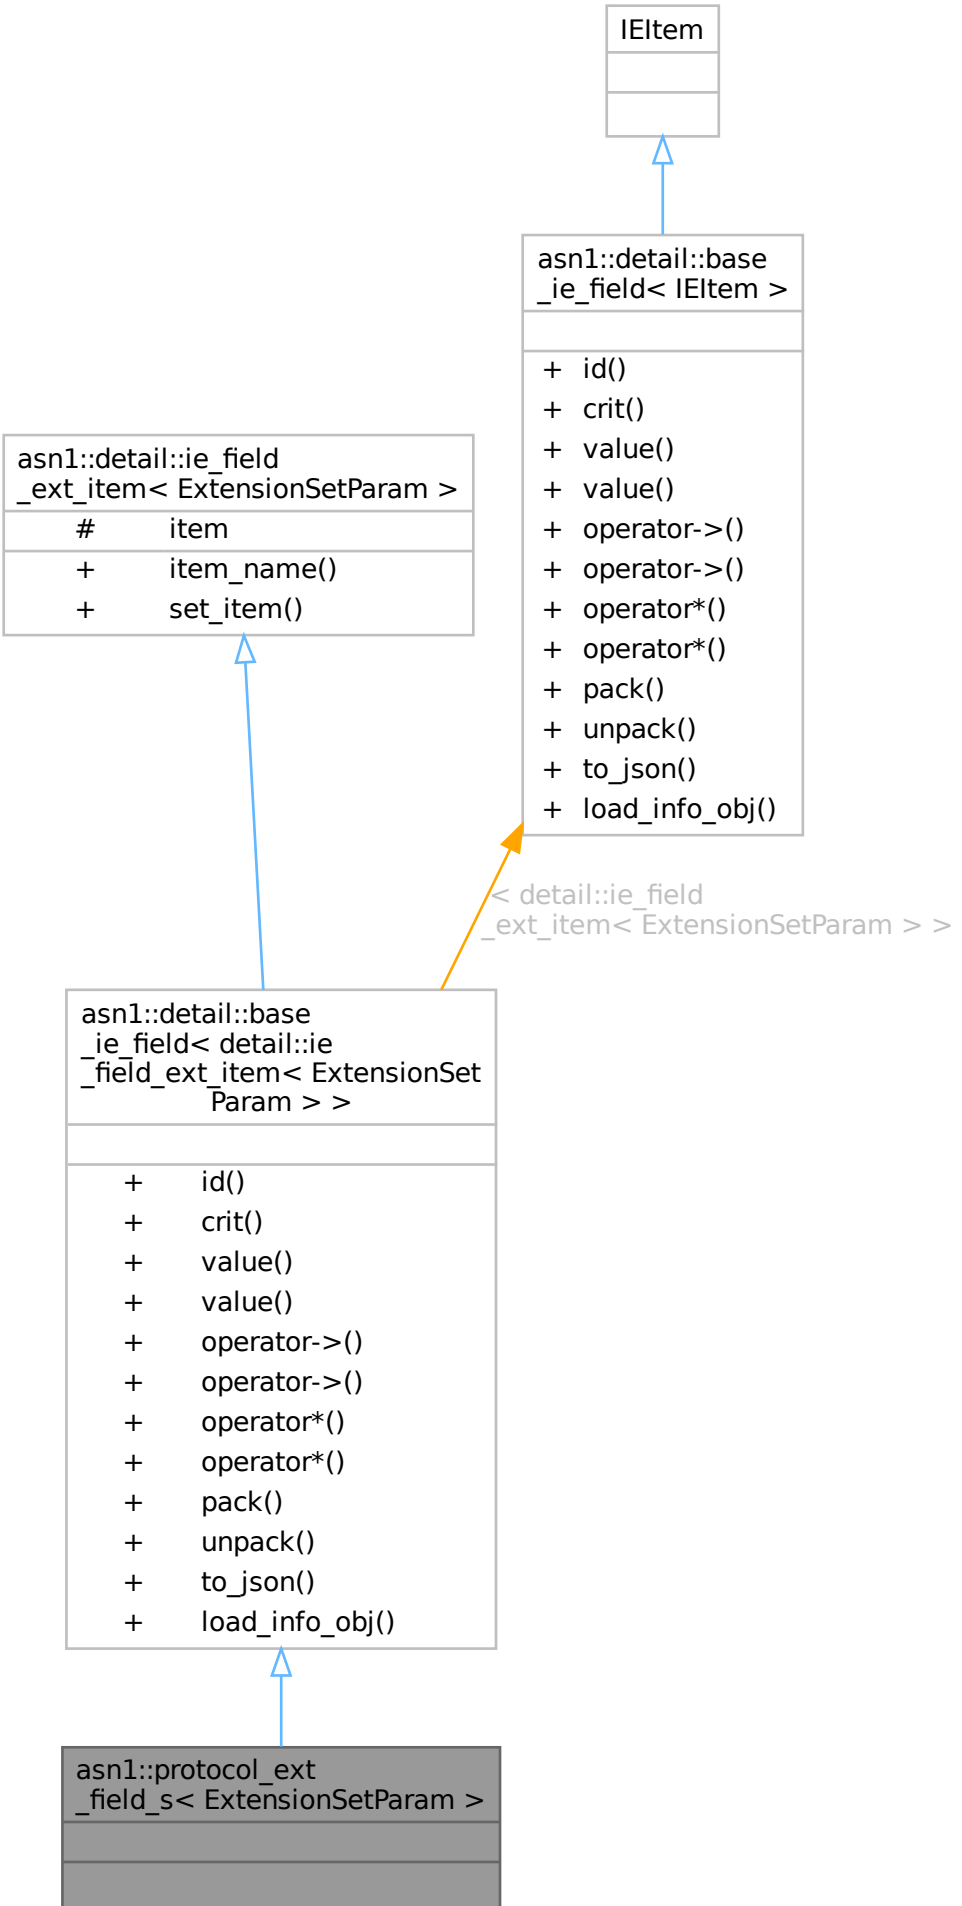 IEItem
asn1::detail::base
_ie_field< IEItem >
+ id()
+ crit()
+ value()
+ value()
+ operator->()
+ operator->()
+ operator*()
+ operator*()
+ pack()
+ unpack()
+ to_json()
+ load_info_obj()
asn1::detail::ie_field
_ext_item< ExtensionSetParam >
# item
+ item_name()
+ set_item()
< detail::ie_field
_ext_item< ExtensionSetParam > >
asn1::detail::base
_ie_field< detail::ie
_field_ext_item< ExtensionSet
Param > >
+ id()
+ crit()
+ value()
+ value()
+ operator->()
+ operator->()
+ operator*()
+ operator*()
+ pack()
+ unpack()
+ to_json()
+ load_info_obj()
asn1::protocol_ext
_field_s< ExtensionSetParam >